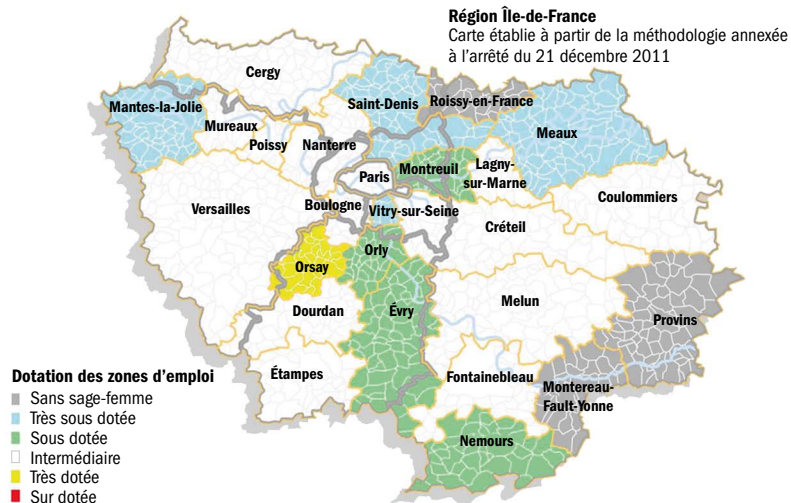 Région Île-de-France
Carte établie à partir de la méthodologie annexée
à l'arrêté du 21 décembre 2011
Cergy
Mantes-la-Jolie
Saint-Denis
Roissy-en-France
Mureaux
Meaux
Poissy
Nanterre
Lagny-
sur-Marne
Paris
Montreuil
Coulommiers
Versailles
Boulogne
Vitry-sur-Seine
Créteil
Orly
Orsay
Melun
Dourdan
Évry
Provins
Étampes
Fontainebleau
Montereau-
Fault-Yonne
Nemours
Dotation des zones d'emploi
Sans sage-femme
Très sous dotée
Sous dotée
Intermédiaire
Très dotée
Sur dotée